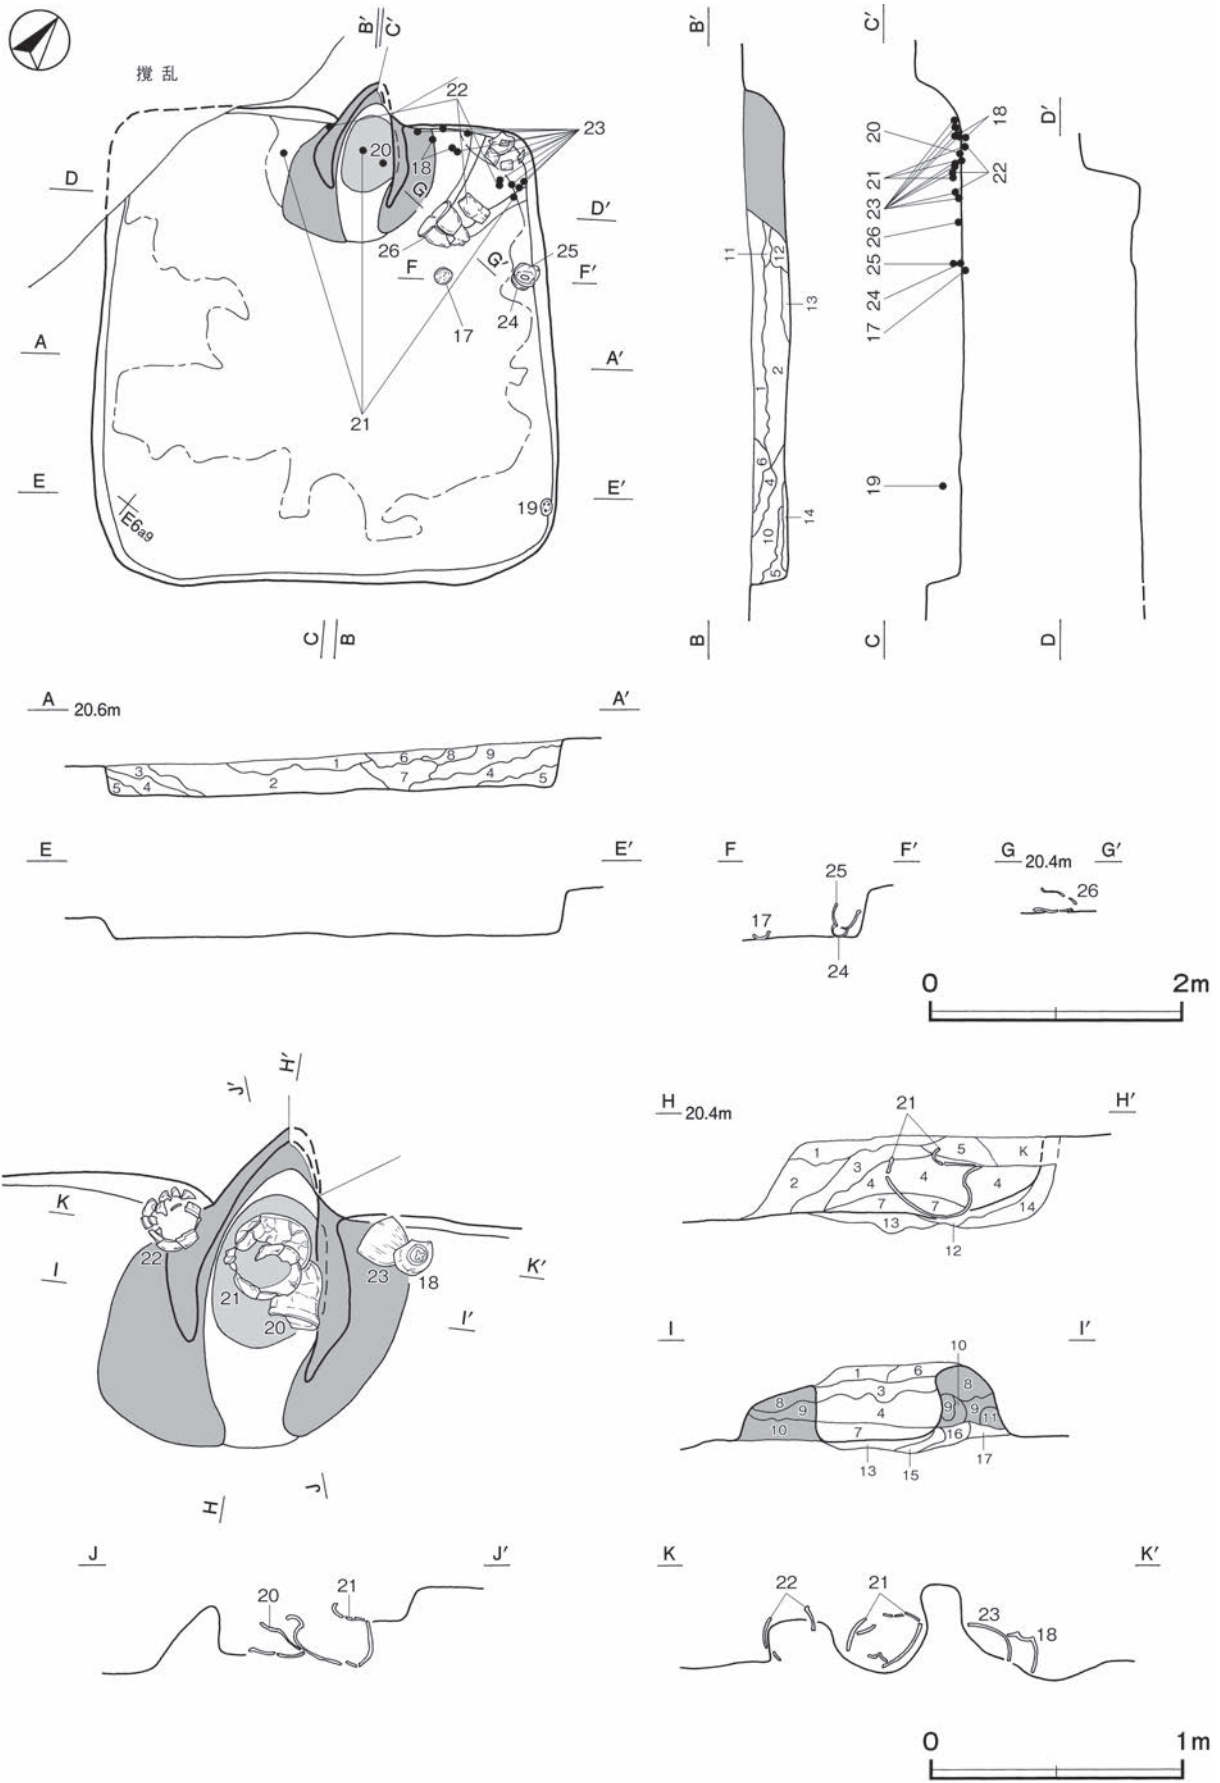 B′ C′
攪乱
22
23
20
18
G
D
D′
26
25
F
G′
F′
17
24
A
A′
21
E
E′
19
E6a9
C B
B′
11
12
13
2
1
6
4
14
10
5
B
C′
18
20
22
21
23
26
25
24
17
19
C
D′
D
A 20.6m A′
3 1 6 8 9
5 4 2 7 4 5
E E′
F F′
25
17
24
G 20.4m G′
26
0 2m
J′ H′
K
22
I
21
20
23
18
K′
I′
H
J
H 20.4m H′
21
1 3 5 K
2 4 4 4
7 7 14
13 12
I I′
10
1 6 8
8 3
9 4 9 9 11
10 7 16
13 15 17
J J′
20 21
K K′
22 21
23 18
0 1m